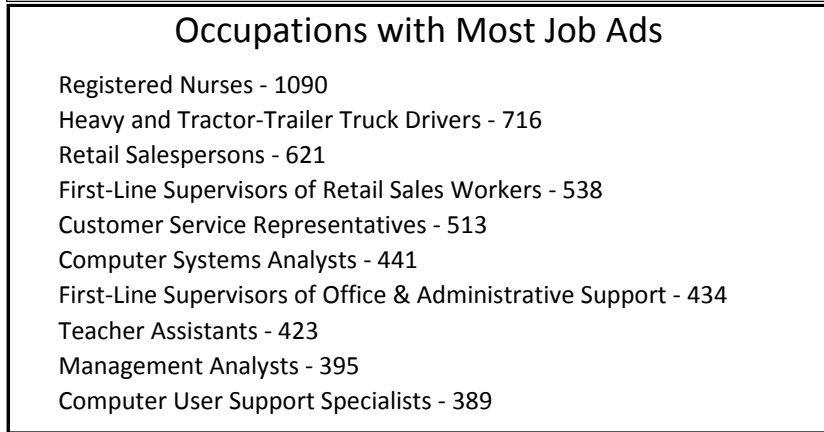 Occupations with Most Job Ads
Registered Nurses - 1090
Heavy and Tractor-Trailer Truck Drivers - 716
Retail Salespersons - 621
First-Line Supervisors of Retail Sales Workers - 538
Customer Service Representatives - 513
Computer Systems Analysts - 441
First-Line Supervisors of Office & Administrative Support - 434
Teacher Assistants - 423
Management Analysts - 395
Computer User Support Specialists - 389